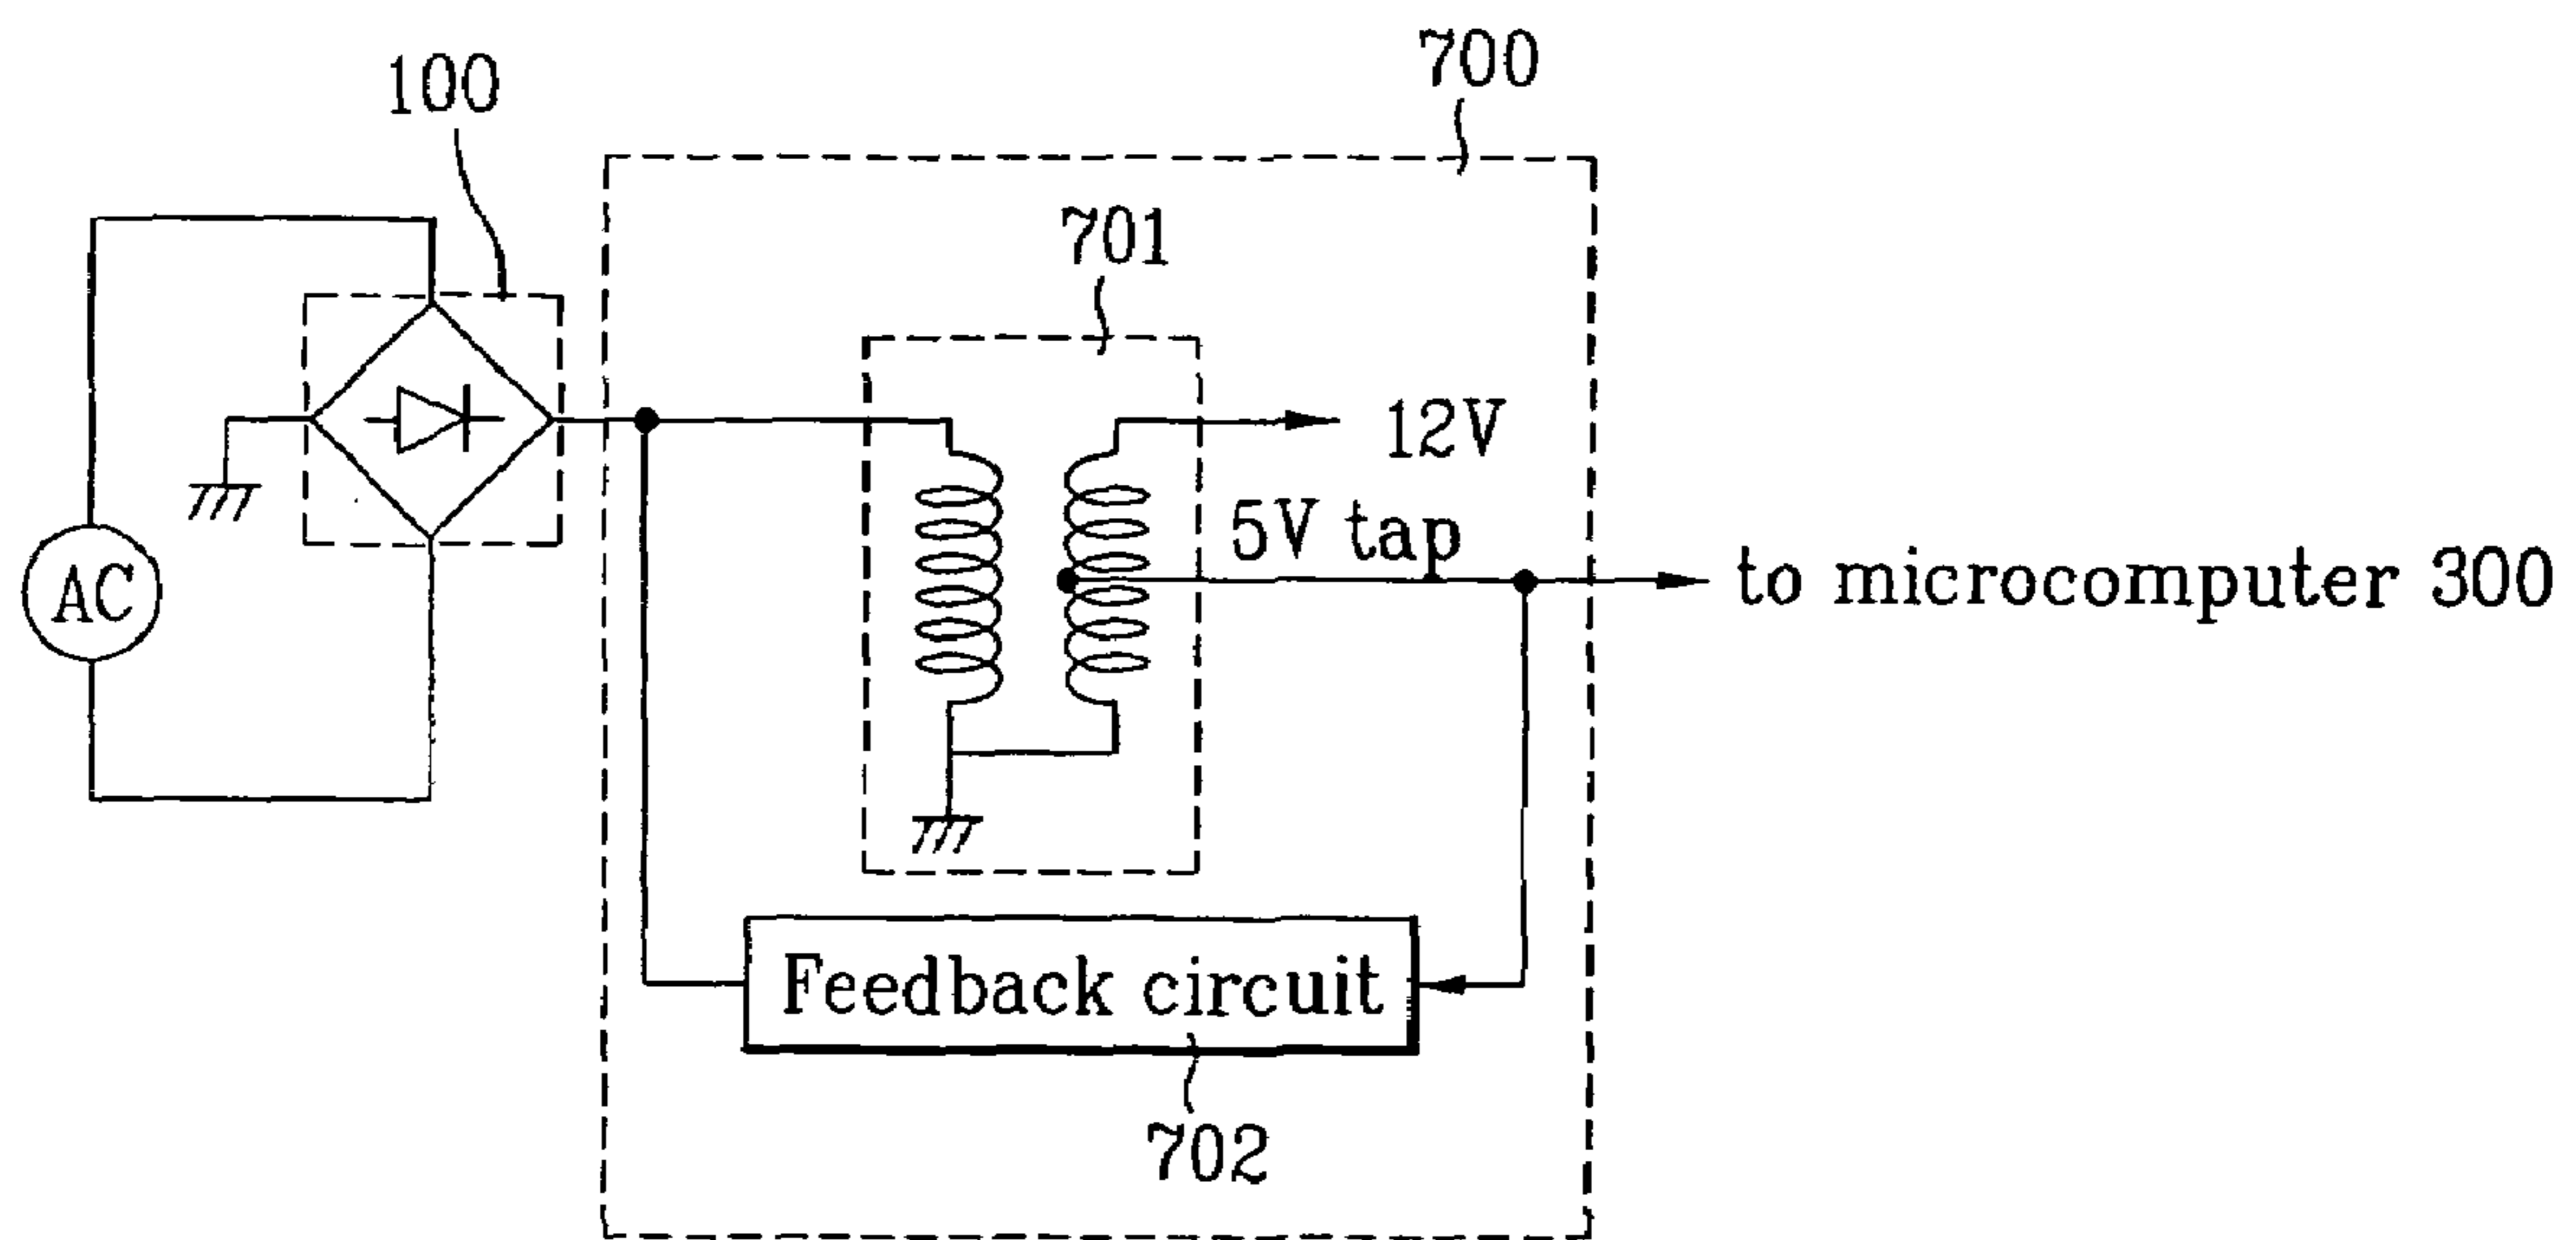 700
100
701
12V
5V tap
AC
to microcomputer 300
Feedback circuit
702